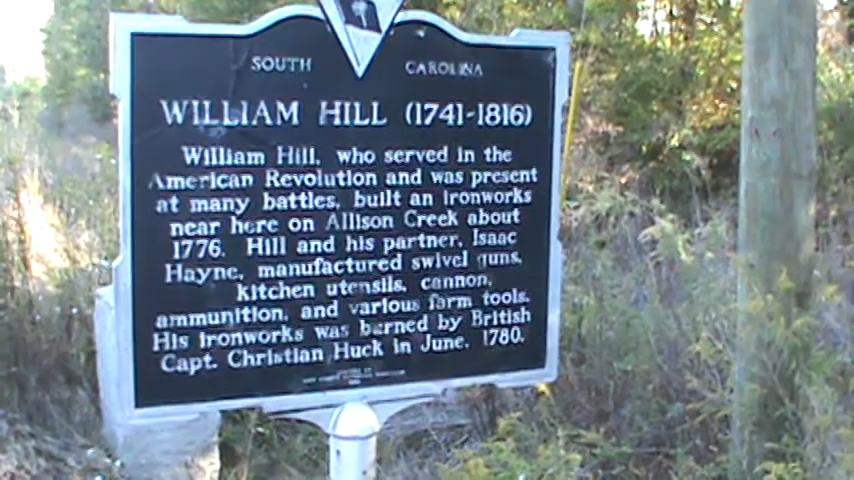 SOUTH CAROLINA
WILLIAM HILL (1741-1816)
William Hill, who served in the
American Revolution and was present
at many battles, built an ironworks
near here on Allison Creek about
1776. Hill and his partner, Isaac
Hayne, manufactured swivel guns,
kitchen utensils, cannon,
ammunition, and various farm tools.
His ironworks was burned by British
Capt. Christian Huck in June, 1780.